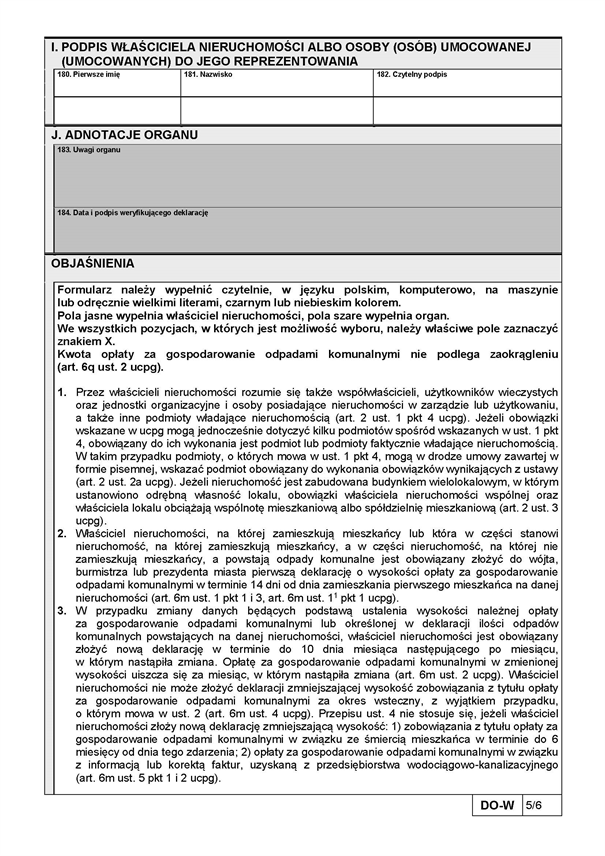 I. PODPIS WŁAŚCICIELA NIERUCHOMOŚCI ALBO OSOBY (OSÓB) UMOCOWANEJ
(UMOCOWANYCH) DO JEGO REPREZENTOWANIA
180. Pierwsze imię
181. Nazwisko
182. Czytelny podpis
J. ADNOTACJE ORGANU
183. Uwagi organu
184. Data i podpis weryfikującego deklarację
OBJAŚNIENIA
Formularz należy wypełnić czytelnie, w języku polskim, komputerowo, na maszynie
lub odręcznie wielkimi literami, czarnym lub niebieskim kolorem.
Pola jasne wypełnia właściciel nieruchomości, pola szare wypełnia organ.
We wszystkich pozycjach, w których jest możliwość wyboru, należy właściwe pole zaznaczyć
znakiem X.
Kwota opłaty za gospodarowanie odpadami komunalnymi nie podlega zaokrągleniu
(art. 6q ust. 2 ucpg).
1. Przez właścicieli nieruchomości rozumie się także współwłaścicieli, użytkowników wieczystych
oraz jednostki organizacyjne i osoby posiadające nieruchomości w zarządzie lub użytkowaniu,
a także inne podmioty władające nieruchomością (art. 2 ust. 1 pkt 4 ucpg). Jeżeli obowiązki
wskazane w ucpg mogą jednocześnie dotyczyć kilku podmiotów spośród wskazanych w ust. 1 pkt
4, obowiązany do ich wykonania jest podmiot lub podmioty faktycznie władające nieruchomością.
W takim przypadku podmioty, o których mowa w ust. 1 pkt 4, mogą w drodze umowy zawartej w
formie pisemnej, wskazać podmiot obowiązany do wykonania obowiązków wynikających z ustawy
(art. 2 ust. 2a ucpg). Jeżeli nieruchomość jest zabudowana budynkiem wielolokalowym, w którym
ustanowiono odrębną własność lokalu, obowiązki właściciela nieruchomości wspólnej oraz
właściciela lokalu obciążają wspólnotę mieszkaniową albo spółdzielnię mieszkaniową (art. 2 ust. 3
ucpg).
2. Właściciel nieruchomości, na której zamieszkują mieszkańcy lub która w części stanowi
nieruchomość, na której zamieszkują mieszkańcy, a w części nieruchomość, na której nie
zamieszkują mieszkańcy, a powstają odpady komunalne jest obowiązany złożyć do wójta,
burmistrza lub prezydenta miasta pierwszą deklarację o wysokości opłaty za gospodarowanie
odpadami komunalnymi w terminie 14 dni od dnia zamieszkania pierwszego mieszkańca na danej
nieruchomości (art. 6m ust. 1 pkt 1 i 3, art. 6m ust. 1¹ pkt 1 ucpg).
3. W przypadku zmiany danych będących podstawą ustalenia wysokości należnej opłaty
za gospodarowanie odpadami komunalnymi lub określonej w deklaracji ilości odpadów
komunalnych powstających na danej nieruchomości, właściciel nieruchomości jest obowiązany
złożyć nową deklarację w terminie do 10 dnia miesiąca następującego po miesiącu,
w którym nastąpiła zmiana. Opłatę za gospodarowanie odpadami komunalnymi w zmienionej
wysokości uiszcza się za miesiąc, w którym nastąpiła zmiana (art. 6m ust. 2 ucpg). Właściciel
nieruchomości nie może złożyć deklaracji zmniejszającej wysokość zobowiązania z tytułu opłaty
za gospodarowanie odpadami komunalnymi za okres wsteczny, z wyjątkiem przypadku,
o którym mowa w ust. 2 (art. 6m ust. 4 ucpg). Przepisu ust. 4 nie stosuje się, jeżeli właściciel
nieruchomości złoży nową deklarację zmniejszającą wysokość: 1) zobowiązania z tytułu opłaty za
gospodarowanie odpadami komunalnymi w związku ze śmiercią mieszkańca w terminie do 6
miesięcy od dnia tego zdarzenia; 2) opłaty za gospodarowanie odpadami komunalnymi w związku
z informacją lub korektą faktur, uzyskaną z przedsiębiorstwa wodociągowo-kanalizacyjnego
(art. 6m ust. 5 pkt 1 i 2 ucpg).
DO-W 5/6